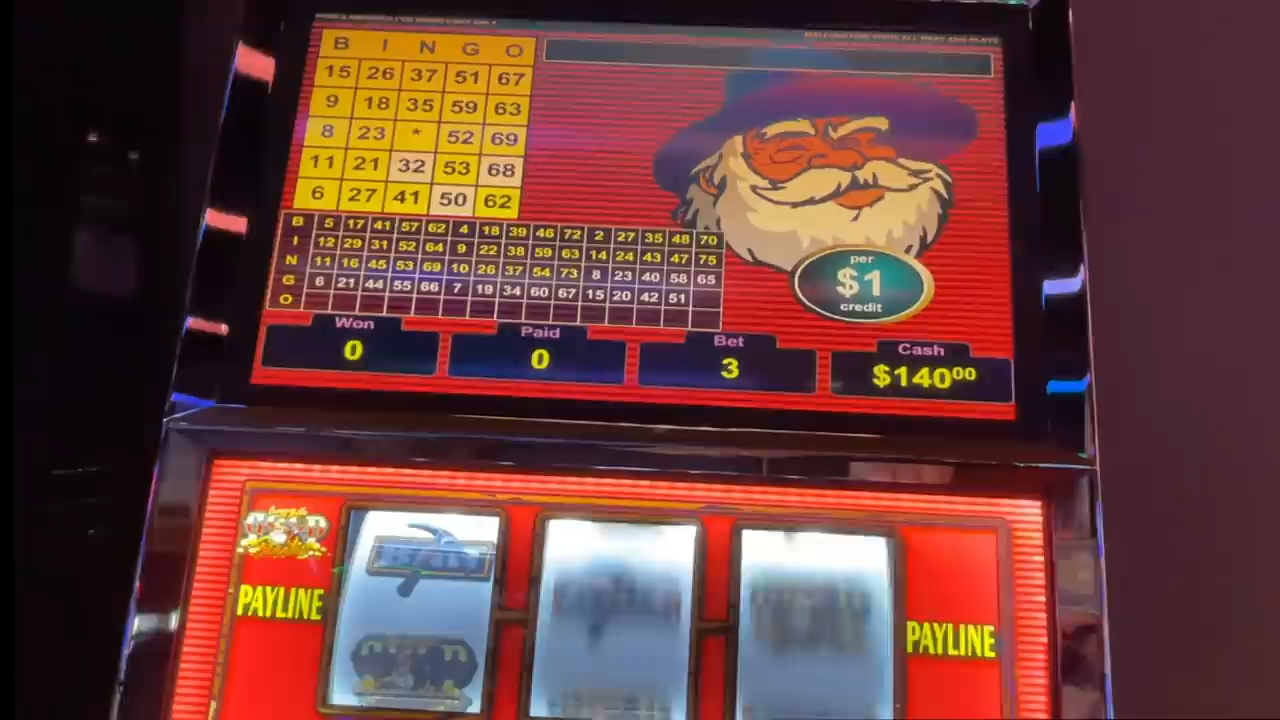 B I N G O
15 26 37 51 67
9 18 35 59 63
8 23 * 52 69
11 21 32 53 68
6 27 41 50 62
B 5 17 41 57 62 4 18 39 46 72 2 27 35 48 70
I 12 29 31 52 64 9 22 38 59 63 14 24 43 47 75
N 11 16 45 53 69 10 26 37 54 73 8 23 40 58 65
G 6 21 44 55 66 7 19 34 60 67 15 20 42 51
O
per
$1
credit
Won Paid Bet Cash
0 0 3 $140⁰⁰
GOLD
PAYLINE
PAYLINE